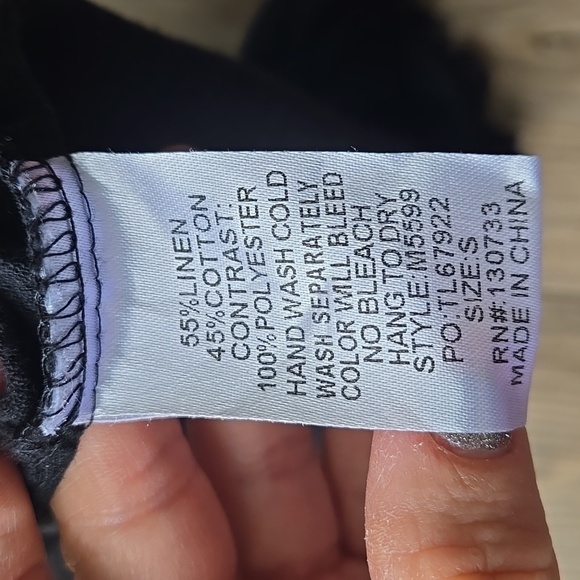 55%LINEN
45%COTTON
CONTRAST:
100%POLYESTER
HAND WASH COLD
WASH SEPARATELY
COLOR WILL BLEED
NO BLEACH
HANG TO DRY
STYLE:M5599
PO:TL67922
SIZE:S
RN#:130733
MADE IN CHINA